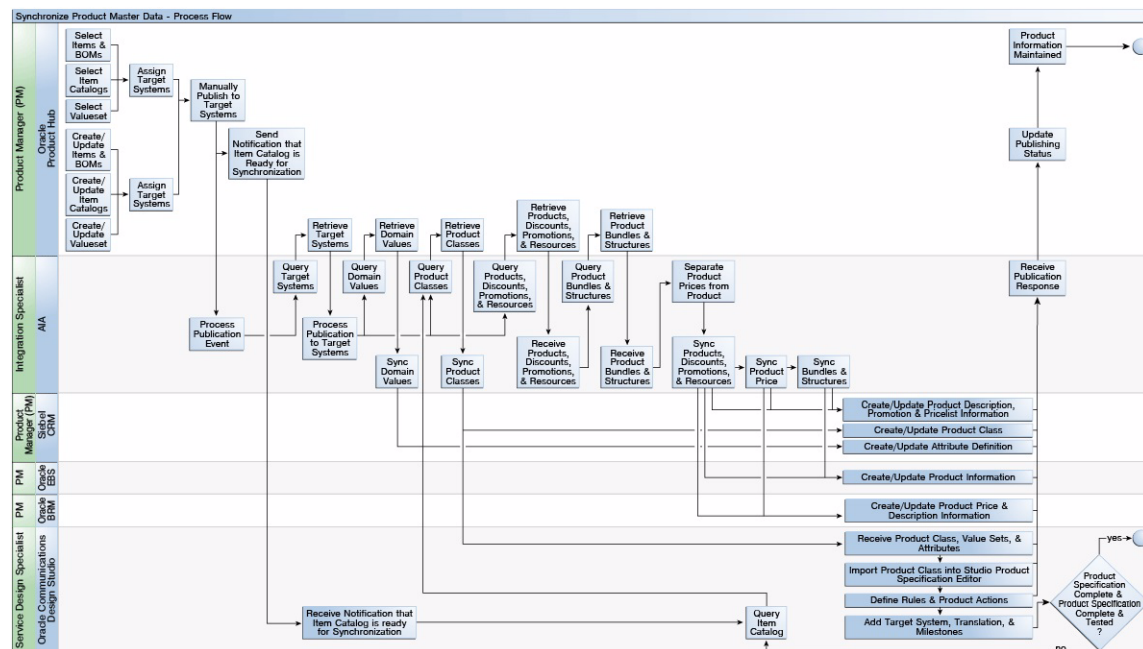 Synchronize Product Master Data - Process Flow
Product Manager (PM)
Oracle
Product Hub
Select
Items &
BOMs
Select
Item
Catalogs
Select
Valueset
Create/
Update
Items &
BOMs
Create/
Update
Item
Catalogs
Create/
Update
Valueset
Assign
Target
Systems
Assign
Target
Systems
Manually
Publish to
Target
Systems
Send
Notification that
Item Catalog is
Ready for
Synchronization
Retrieve
Target
Systems
Retrieve
Domain
Values
Retrieve
Product
Classes
Retrieve
Products,
Discounts,
Promotions,
& Resources
Retrieve
Product
Bundles &
Structures
Product
Information
Maintained
Update
Publishing
Status
Integration Specialist
AIA
Query
Target
Systems
Query
Domain
Values
Query
Product
Classes
Query
Products,
Discounts,
Promotions,
& Resources
Query
Product
Bundles &
Structures
Separate
Product
Prices from
Product
Receive
Publication
Response
Process
Publication
Event
Process
Publication
to Target
Systems
Sync
Domain
Values
Sync
Product
Classes
Receive
Products,
Discounts,
Promotions,
& Resources
Receive
Product
Bundles &
Structures
Sync
Products,
Discounts,
Promotions,
& Resources
Sync
Product
Price
Sync
Bundles &
Structures
Product
Manager (PM)
Siebel
CRM
Create/Update Product Description,
Promotion & Pricelist Information
Create/Update Product Class
Create/Update Attribute Definition
PM
Oracle
EBS
Create/Update Product Information
PM
Oracle
BRM
Create/Update Product Price &
Description Information
Service Design Specialist
Oracle Communications
Design Studio
Receive Product Class, Value Sets, &
Attributes
Import Product Class into Studio Product
Specification Editor
Define Rules & Product Actions
Add Target System, Translation, &
Milestones
Receive Notification that
Item Catalog is ready
for Synchronization
Query
Item
Catalog
yes
Product
Specification
Complete &
Product Specification
Complete &
Tested
?
no